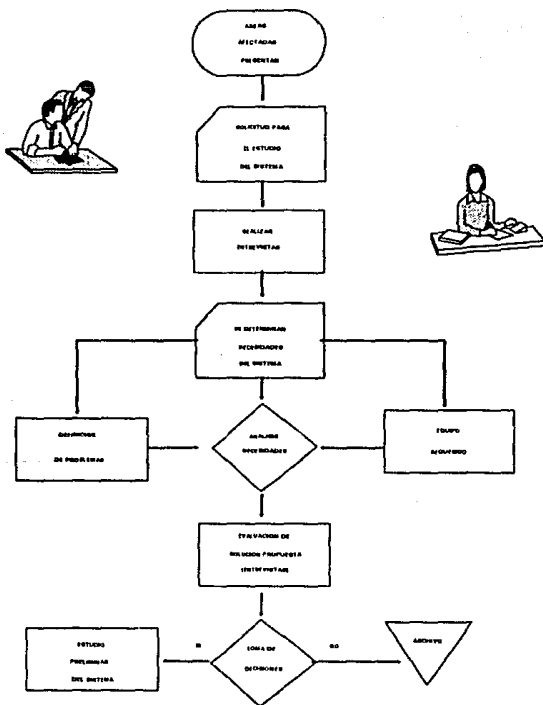 AREAS
AFECTADAS
PRESENTAN
SOLICITUD PARA
EL ESTUDIO
DEL SISTEMA
REALIZAR
ENTREVISTAS
SE DETERMINAN
NECESIDADES
DEL SISTEMA
DEFINICION
DE PROBLEMAS
ANALISIS
NECESIDADES
EQUIPO
REQUERIDO
EVALUACION DE
SOLUCION PROPUESTA
(ENTREVISTAS)
ESTUDIO
PRELIMINAR
DEL SISTEMA
SI
TOMA DE
DECISIONES
NO
ARCHIVO